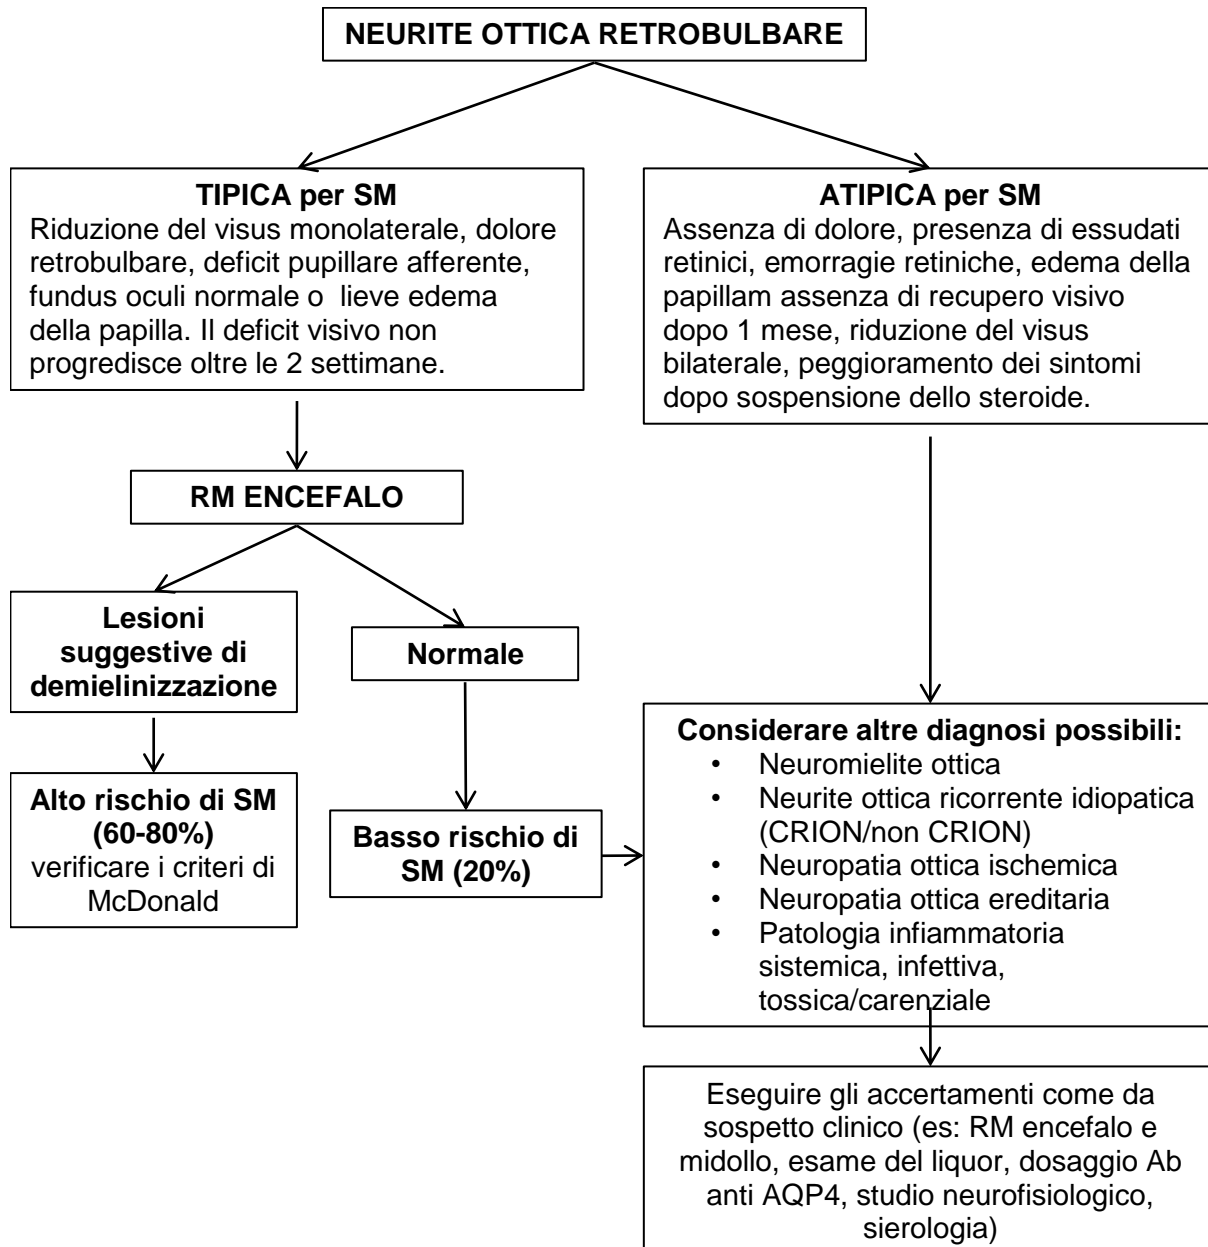 NEURITE OTTICA RETROBULBARE
TIPICA per SM
Riduzione del visus monolaterale, dolore
retrobulbare, deficit pupillare afferente,
fundus oculi normale o lieve edema
della papilla. Il deficit visivo non
progredisce oltre le 2 settimane.
ATIPICA per SM
Assenza di dolore, presenza di essudati
retinici, emorragie retiniche, edema della
papillam assenza di recupero visivo
dopo 1 mese, riduzione del visus
bilaterale, peggioramento dei sintomi
dopo sospensione dello steroide.
RM ENCEFALO
Lesioni
suggestive di
demielinizzazione
Normale
Alto rischio di SM
(60-80%)
verificare i criteri di
McDonald
Basso rischio di
SM (20%)
Considerare altre diagnosi possibili:
• Neuromielite ottica
• Neurite ottica ricorrente idiopatica
(CRION/non CRION)
• Neuropatia ottica ischemica
• Neuropatia ottica ereditaria
• Patologia infiammatoria
sistemica, infettiva,
tossica/carenziale
Eseguire gli accertamenti come da
sospetto clinico (es: RM encefalo e
midollo, esame del liquor, dosaggio Ab
anti AQP4, studio neurofisiologico,
sierologia)